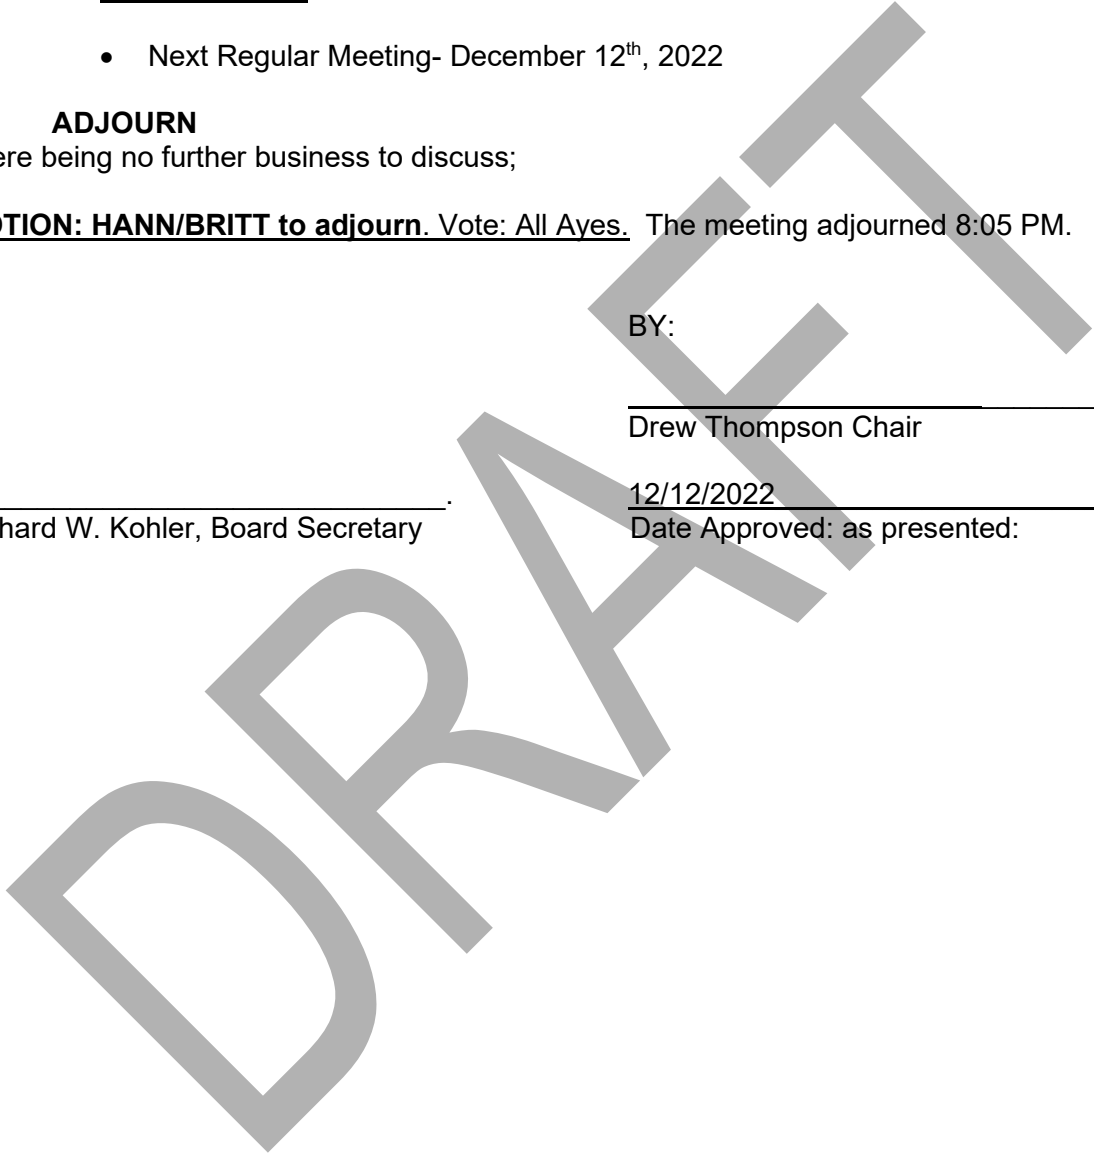 • Next Regular Meeting- December 12th, 2022
ADJOURN
ere being no further business to discuss;
OTION: HANN/BRITT to adjourn. Vote: All Ayes. The meeting adjourned 8:05 PM.
BY:
Drew Thompson Chair
12/12/2022
.
hard W. Kohler, Board Secretary Date Approved: as presented:
DRAFT